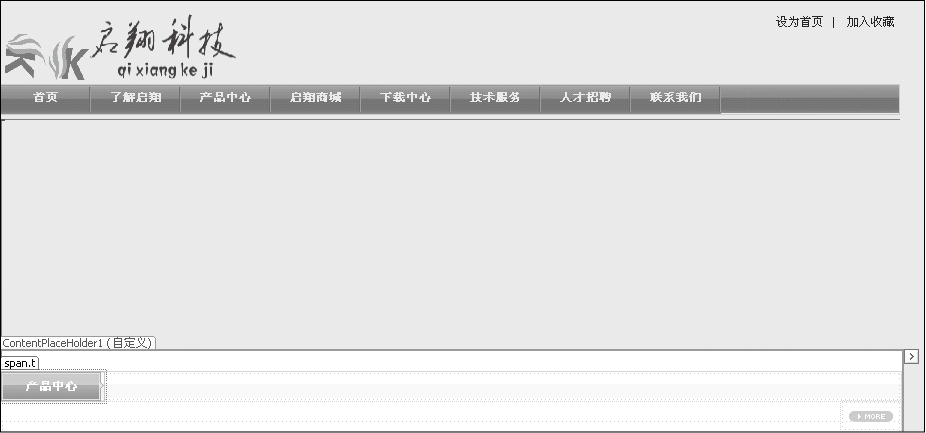 设为首页 | 加入收藏
启翔科技
qi xiang ke ji
首页 了解启翔 产品中心 启翔商城 下载中心 技术服务 人才招聘 联系我们
ContentPlaceHolder1 (自定义)
span.t
产品中心
MORE